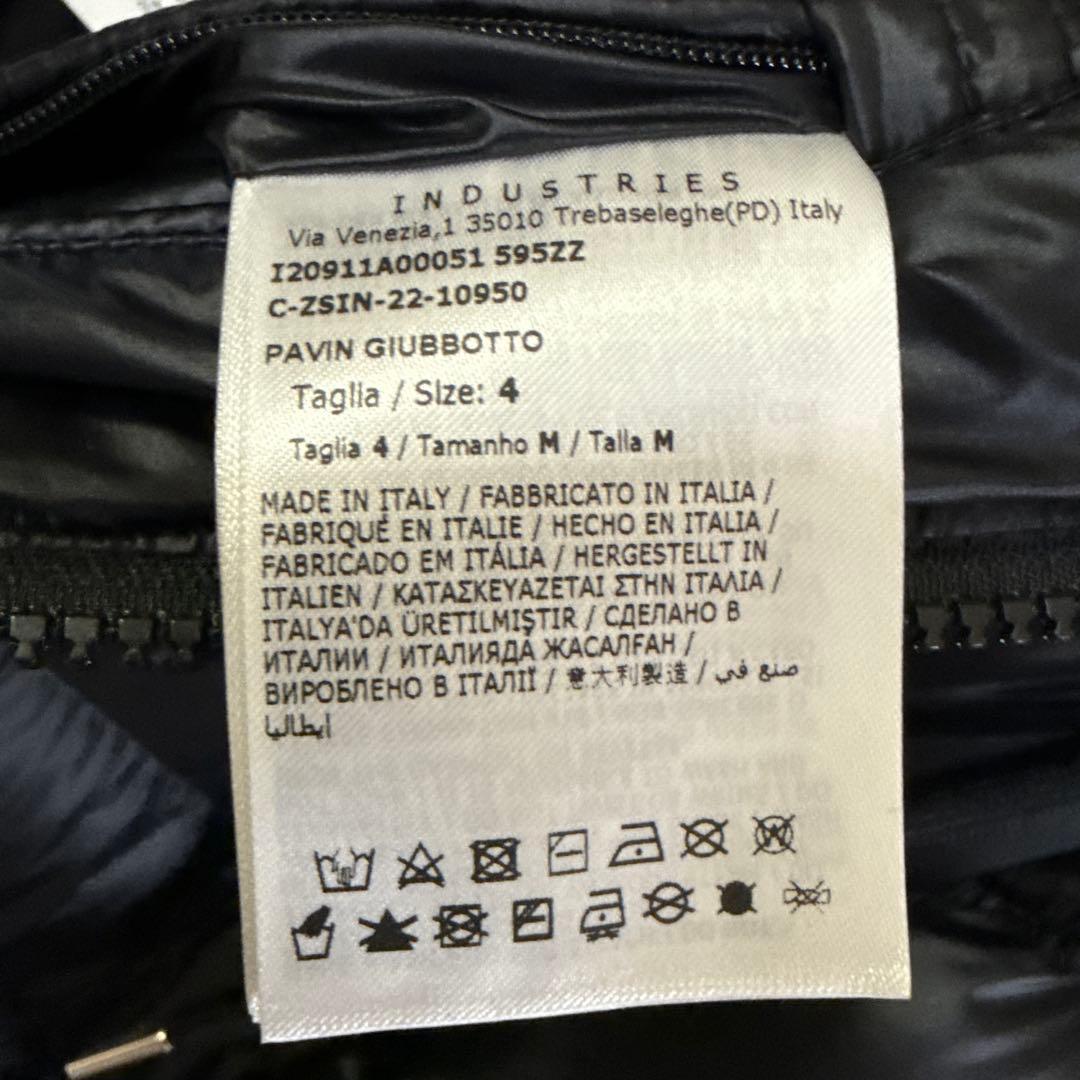 INDUSTRIES
Via Venezia,1 35010 Trebaseleghe(PD) Italy
I20911A00051 595ZZ
C-ZSIN-22-10950
PAVIN GIUBBOTTO
Taglia / Size: 4
Taglia 4 / Tamanho M / Talla M
MADE IN ITALY / FABBRICATO IN ITALIA /
FABRIQUÉ EN ITALIE / HECHO EN ITALIA /
FABRICADO EM ITÁLIA / HERGESTELLT IN
ITALIEN / ΚΑΤΑΣΚΕΥΑΖΕΤΑΙ ΣΤΗΝ ΙΤΑΛΙΑ /
ITALYA'DA ÜRETILMIŞTIR / СДЕЛАНО В
ИТАЛИИ / ИТАЛИЯДА ЖАСАЛҒАН /
ВИРОБЛЕНО В ІТАЛІЇ / 意大利製造 / صنع في
إيطاليا